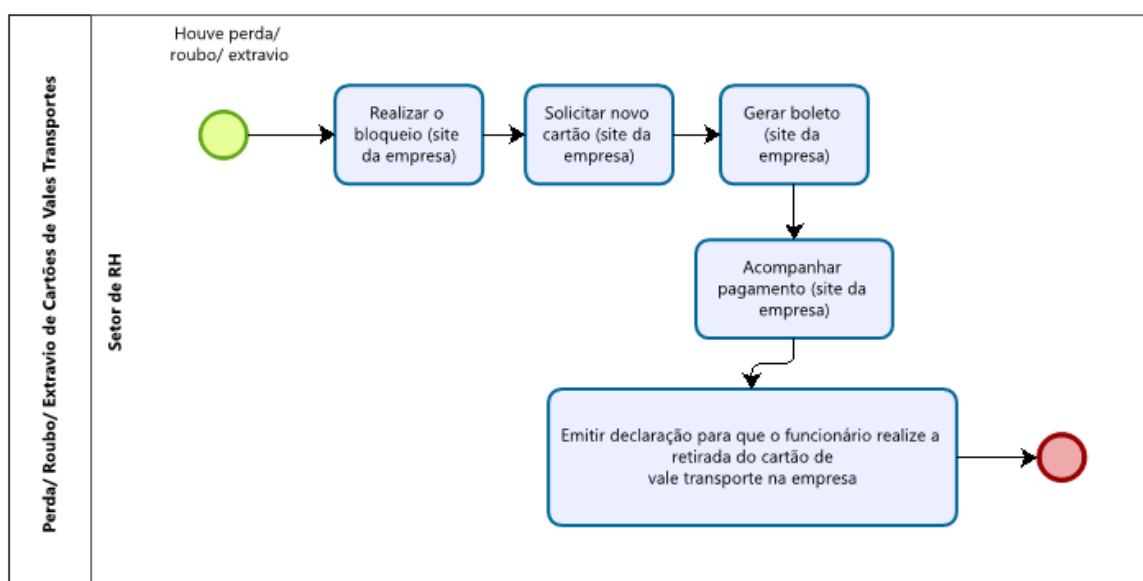 Perda/ Roubo/ Extravio de Cartões de Vales Transportes
Setor de RH
Houve perda/
roubo/ extravio
Realizar o
bloqueio (site
da empresa)
Solicitar novo
cartão (site da
empresa)
Gerar boleto
(site da
empresa)
Acompanhar
pagamento (site da
empresa)
Emitir declaração para que o funcionário realize a
retirada do cartão de
vale transporte na empresa